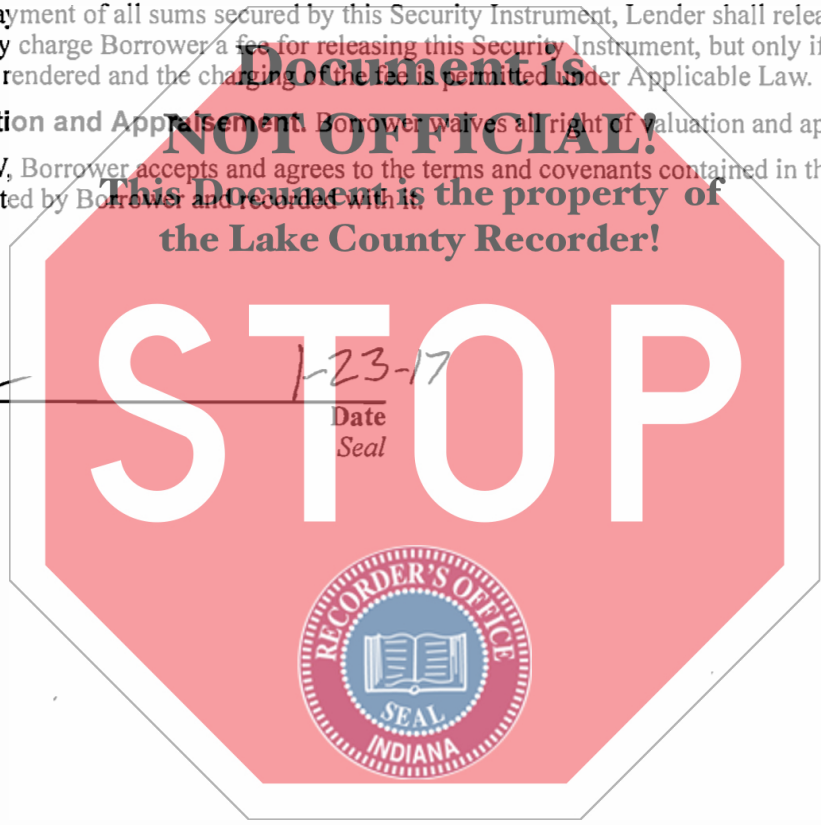 yment of all sums secured by this Security Instrument, Lender shall relea
y charge Borrower a fee for releasing this Security Instrument, but only if
rendered and the charging of the fee is permitted under Applicable Law.
Document is
tion and Appraisement. Borrower waives all right of valuation and ap
NOT OFFICIAL!
, Borrower accepts and agrees to the terms and covenants contained in th
This Document is the property of
ted by Borrower and recorded with it.
the Lake County Recorder!
STOP
1-23-17
Date
Seal
RECORDER'S OFFICE
SEAL
INDIANA